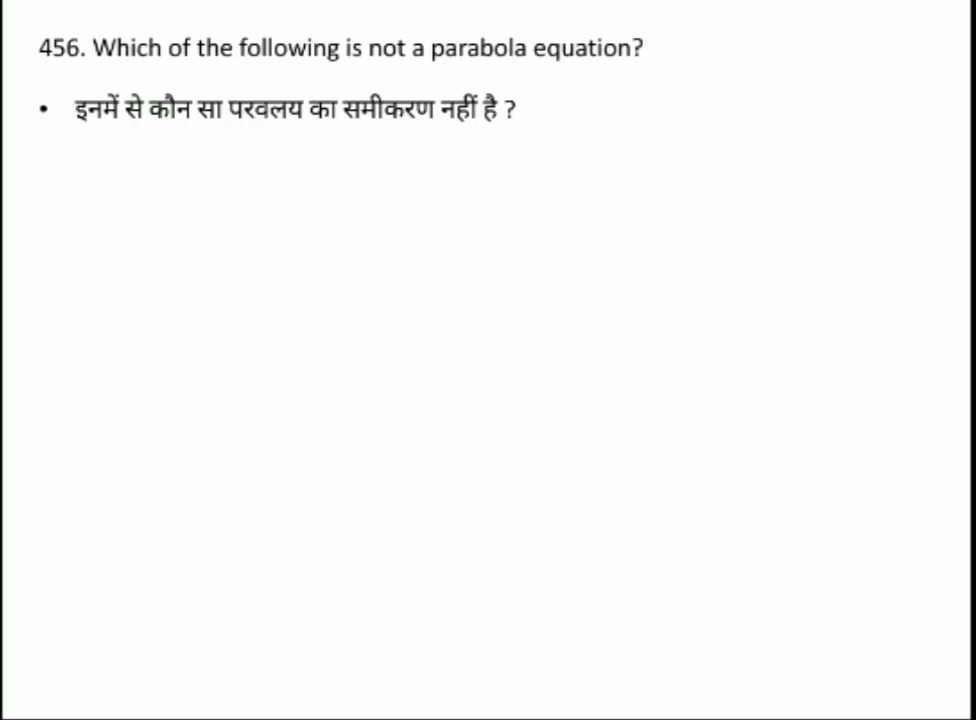 456. Which of the following is not a parabola equation?
• इनमें से कौन सा परवलय का समीकरण नहीं है ?